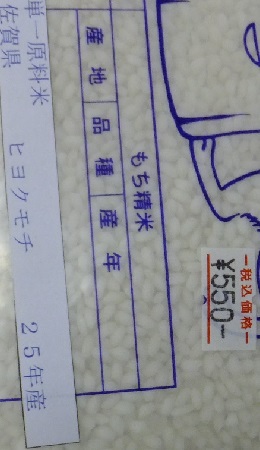 もち精米
産地 品種 産年
単一原料米
佐賀県 ヒヨクモチ 25年産
税込価格
¥550-